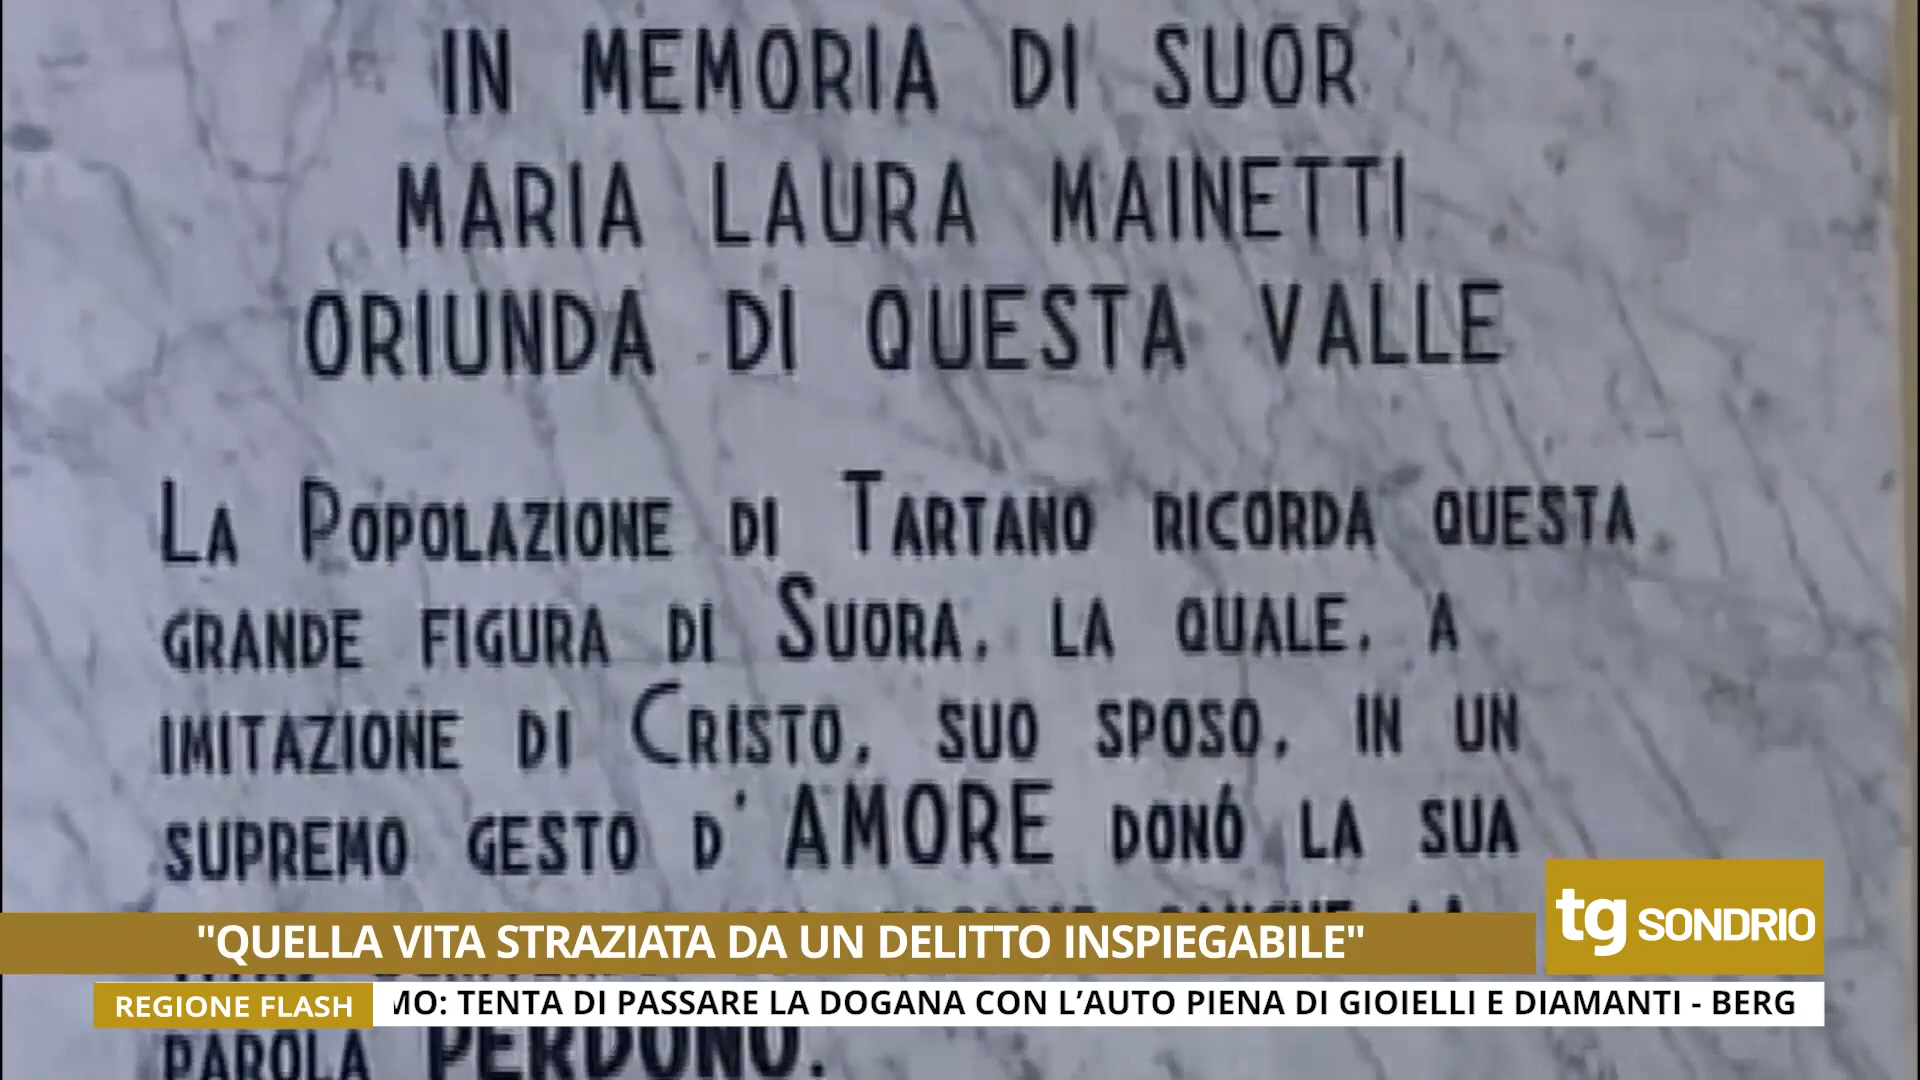 IN MEMORIA DI SUOR
MARIA LAURA MAINETTI
ORIUNDA DI QUESTA VALLE
LA POPOLAZIONE DI TARTANO RICORDA QUESTA
GRANDE FIGURA DI SUORA, LA QUALE, A
IMITAZIONE DI CRISTO, SUO SPOSO, IN UN
SUPREMO GESTO D' AMORE DONÓ LA SUA
"QUELLA VITA STRAZIATA DA UN DELITTO INSPIEGABILE"
tg SONDRIO
REGIONE FLASH
MO: TENTA DI PASSARE LA DOGANA CON L’AUTO PIENA DI GIOIELLI E DIAMANTI - BERG
PAROLA PERDONO.